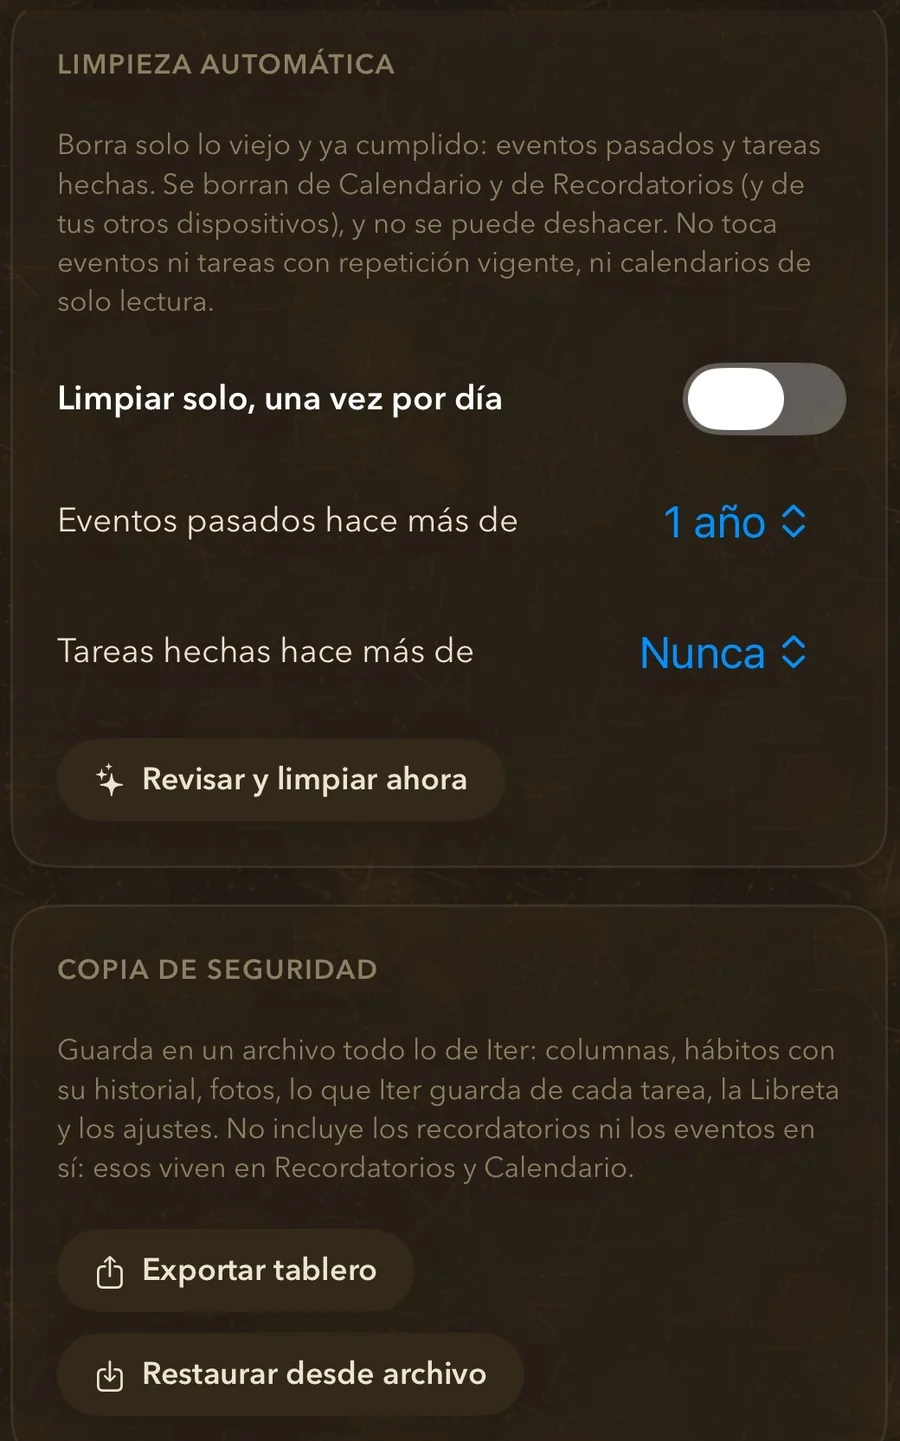 LIMPIEZA AUTOMÁTICA
Borra solo lo viejo y ya cumplido: eventos pasados y tareas
hechas. Se borran de Calendario y de Recordatorios (y de
tus otros dispositivos), y no se puede deshacer. No toca
eventos ni tareas con repetición vigente, ni calendarios de
solo lectura.
Limpiar solo, una vez por día
Eventos pasados hace más de 1 año
Tareas hechas hace más de Nunca
Revisar y limpiar ahora
COPIA DE SEGURIDAD
Guarda en un archivo todo lo de Iter: columnas, hábitos con
su historial, fotos, lo que Iter guarda de cada tarea, la Libreta
y los ajustes. No incluye los recordatorios ni los eventos en
sí: esos viven en Recordatorios y Calendario.
Exportar tablero
Restaurar desde archivo